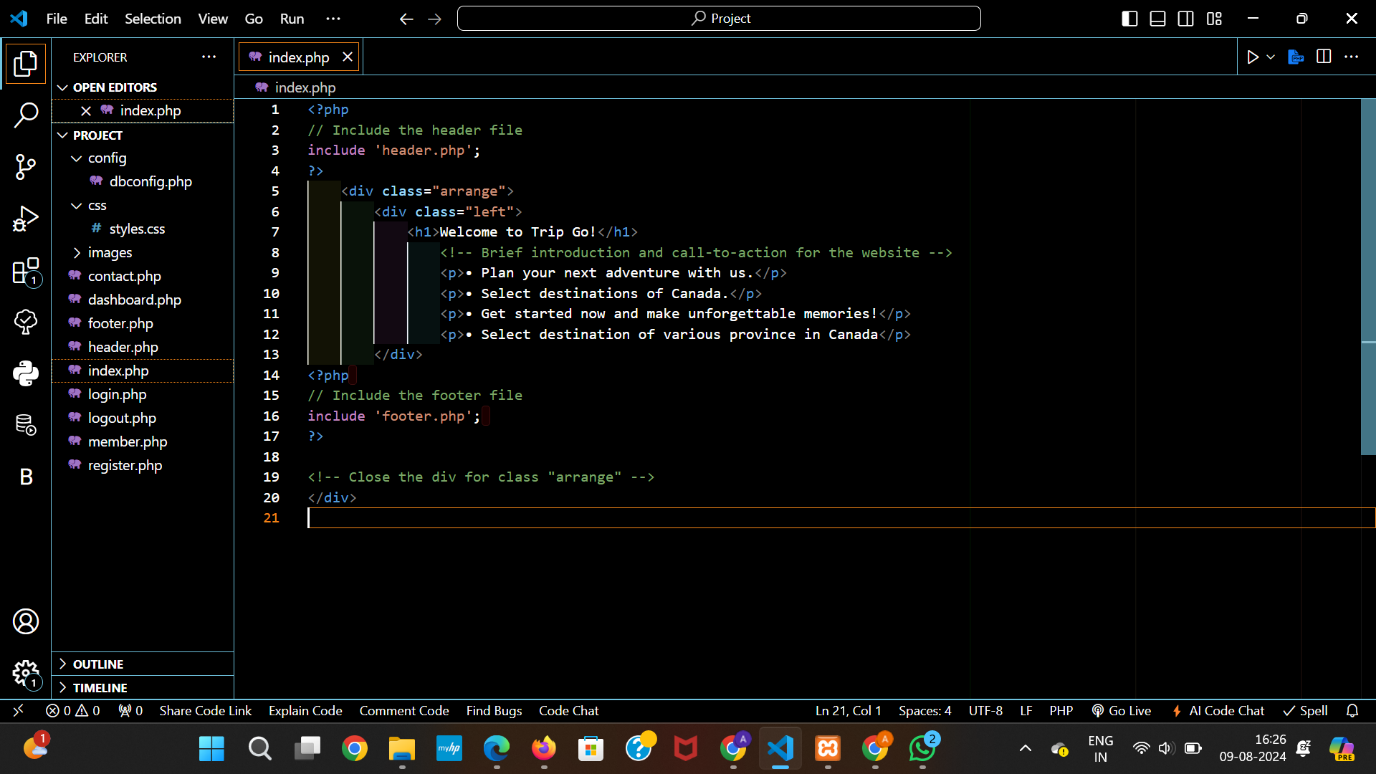 File Edit Selection View Go Run ··· Project
EXPLORER ···
OPEN EDITORS
index.php
PROJECT
config
dbconfig.php
css
# styles.css
images
contact.php
dashboard.php
footer.php
header.php
index.php
login.php
logout.php
member.php
register.php
OUTLINE
TIMELINE
1
B
1
index.php
index.php
1 <?php
2 // Include the header file
3 include 'header.php';
4 ?>
5 <div class="arrange">
6 <div class="left">
7 <h1>Welcome to Trip Go!</h1>
8 <!-- Brief introduction and call-to-action for the website -->
9 <p>• Plan your next adventure with us.</p>
10 <p>• Select destinations of Canada.</p>
11 <p>• Get started now and make unforgettable memories!</p>
12 <p>• Select destination of various province in Canada</p>
13 </div>
14 <?php
15 // Include the footer file
16 include 'footer.php';
17 ?>
18
19 <!-- Close the div for class "arrange" -->
20 </div>
21
0 0 0 Share Code Link Explain Code Comment Code Find Bugs Code Chat Ln 21, Col 1 Spaces: 4 UTF-8 LF PHP Go Live AI Code Chat Spell
1 myhp ? A A 2 ENG 16:26 PRE
IN 09-08-2024